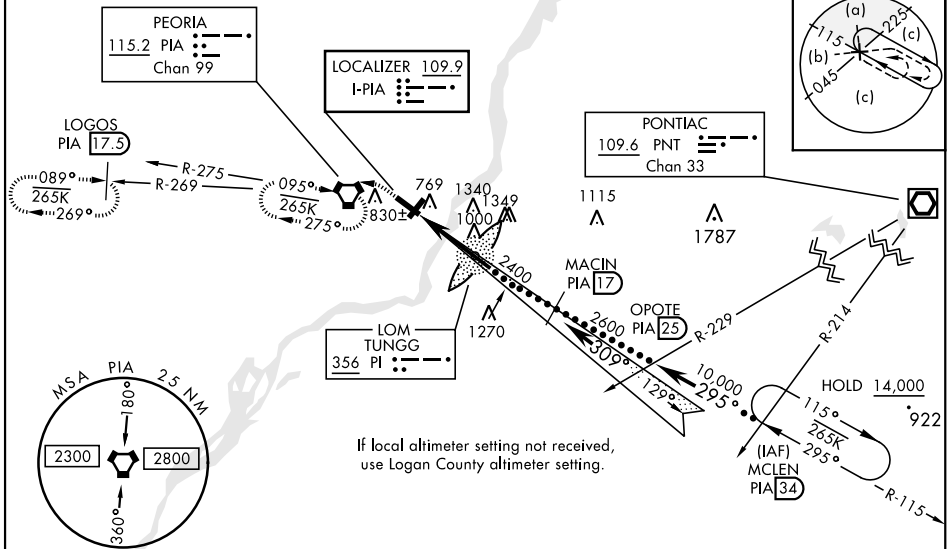 PEORIA
115.2 PIA
Chan 99
LOCALIZER 109.9
I-PIA
(a)
225
(c)
115
(b)
045
(c)
PONTIAC
109.6 PNT
Chan 33
LOGOS
PIA 17.5
R-275
R-269
089°
265K
269°
095°
265K
275°
830±
769
1340
1349
1000
1115
1787
2400
MACIN
PIA 17
1270
2600
OPOTE
PIA 25
R-229
R-214
LOM
TUNGG
356 PI
309°
129°
10,000
295°
HOLD 14,000
922
115°
265K
295°
(IAF)
MCLEN
PIA 34
R-115
MSA PIA 25 NM
180°
2300
2800
360°
If local altimeter setting not received,
use Logan County altimeter setting.